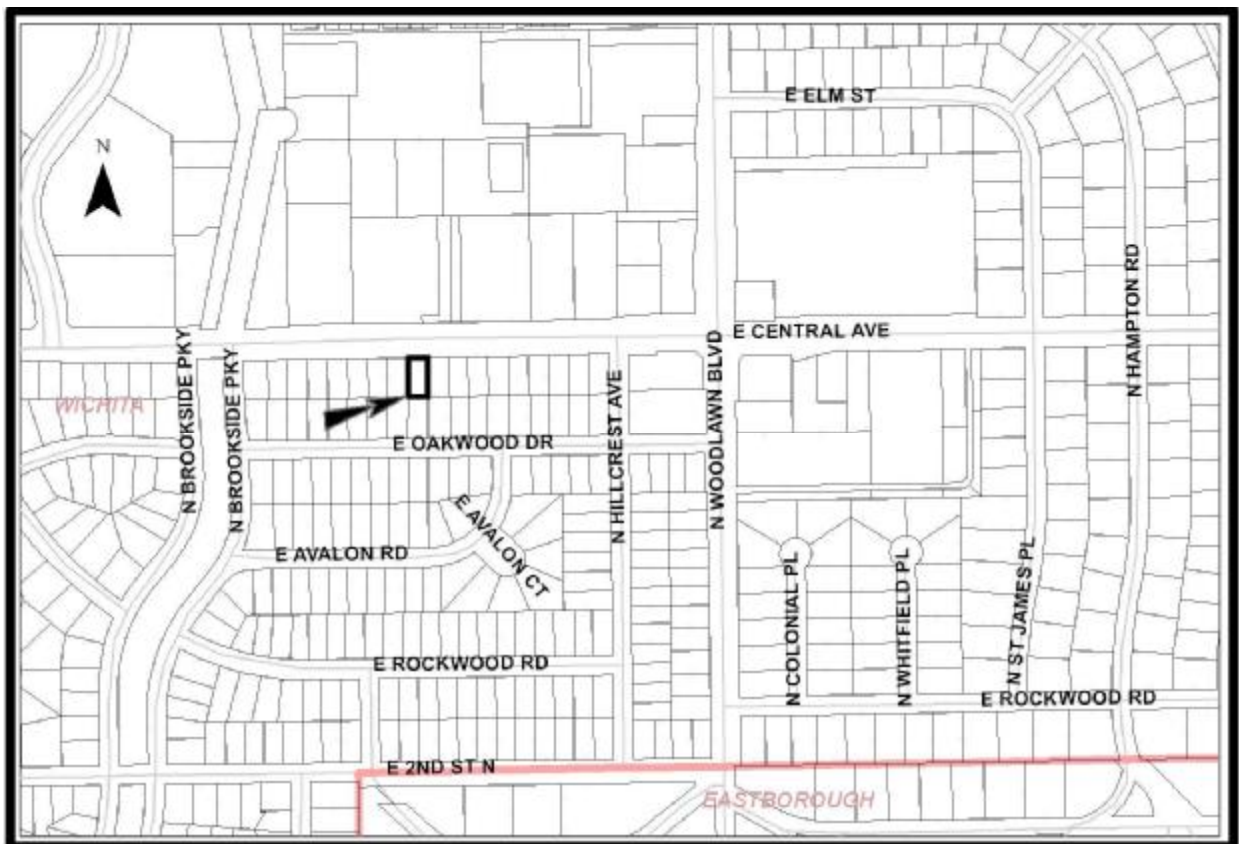 E ELM ST
N
N HAMPTON RD
E CENTRAL AVE
N BROOKSIDE PKY
N BROOKSIDE PKY
N WOODLAWN BLVD
N HILLCREST AVE
WICHITA
E OAKWOOD DR
E AVALON CT
E AVALON RD
N COLONIAL PL
N WHITFIELD PL
N ST JAMES PL
E ROCKWOOD RD
E ROCKWOOD RD
E 2ND ST N
EASTBOROUGH